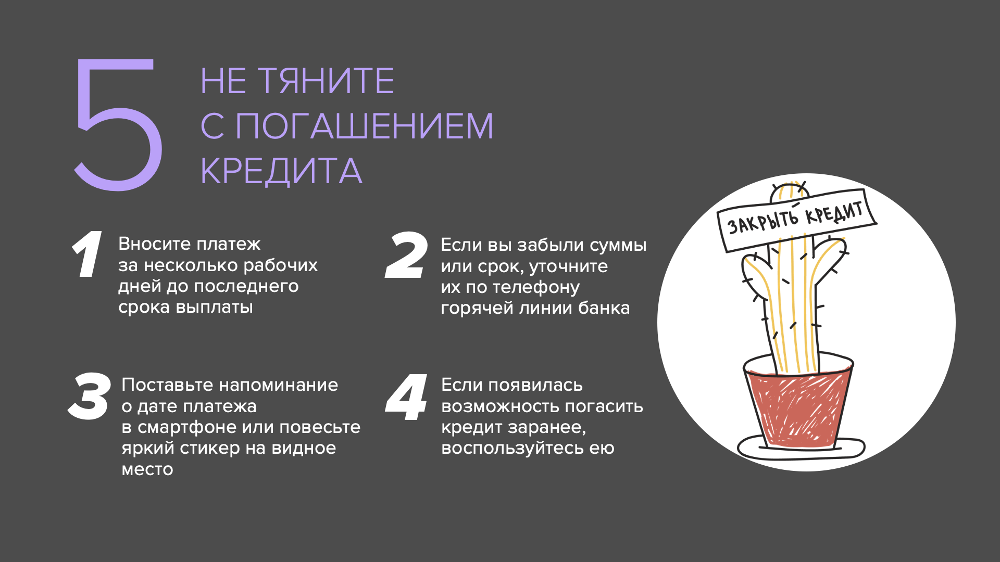 5
НЕ ТЯНИТЕ
С ПОГАШЕНИЕМ
КРЕДИТА
1
Вносите платеж
за несколько рабочих
дней до последнего
срока выплаты
2
Если вы забыли суммы
или срок, уточните
их по телефону
горячей линии банка
3
Поставьте напоминание
о дате платежа
в смартфоне или повесьте
яркий стикер на видное
место
4
Если появилась
возможность погасить
кредит заранее,
воспользуйтесь ею
ЗАКРЫТЬ КРЕДИТ